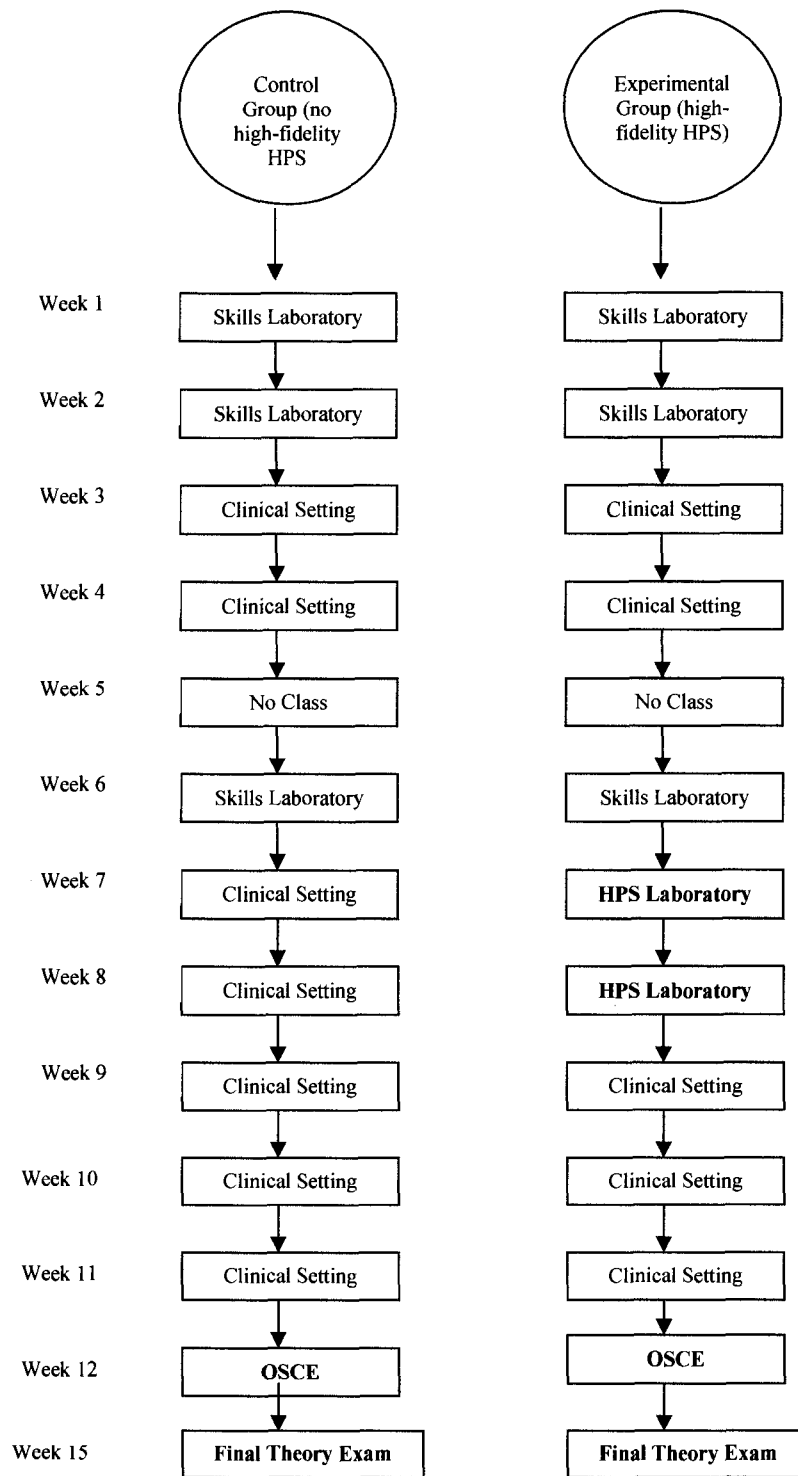 Control
Group (no
high-fidelity
HPS
Experimental
Group (high-
fidelity HPS)
Week 1
Skills Laboratory
Skills Laboratory
Week 2
Skills Laboratory
Skills Laboratory
Week 3
Clinical Setting
Clinical Setting
Week 4
Clinical Setting
Clinical Setting
Week 5
No Class
No Class
Week 6
Skills Laboratory
Skills Laboratory
Week 7
Clinical Setting
HPS Laboratory
Week 8
Clinical Setting
HPS Laboratory
Week 9
Clinical Setting
Clinical Setting
Week 10
Clinical Setting
Clinical Setting
Week 11
Clinical Setting
Clinical Setting
Week 12
OSCE
OSCE
Week 15
Final Theory Exam
Final Theory Exam